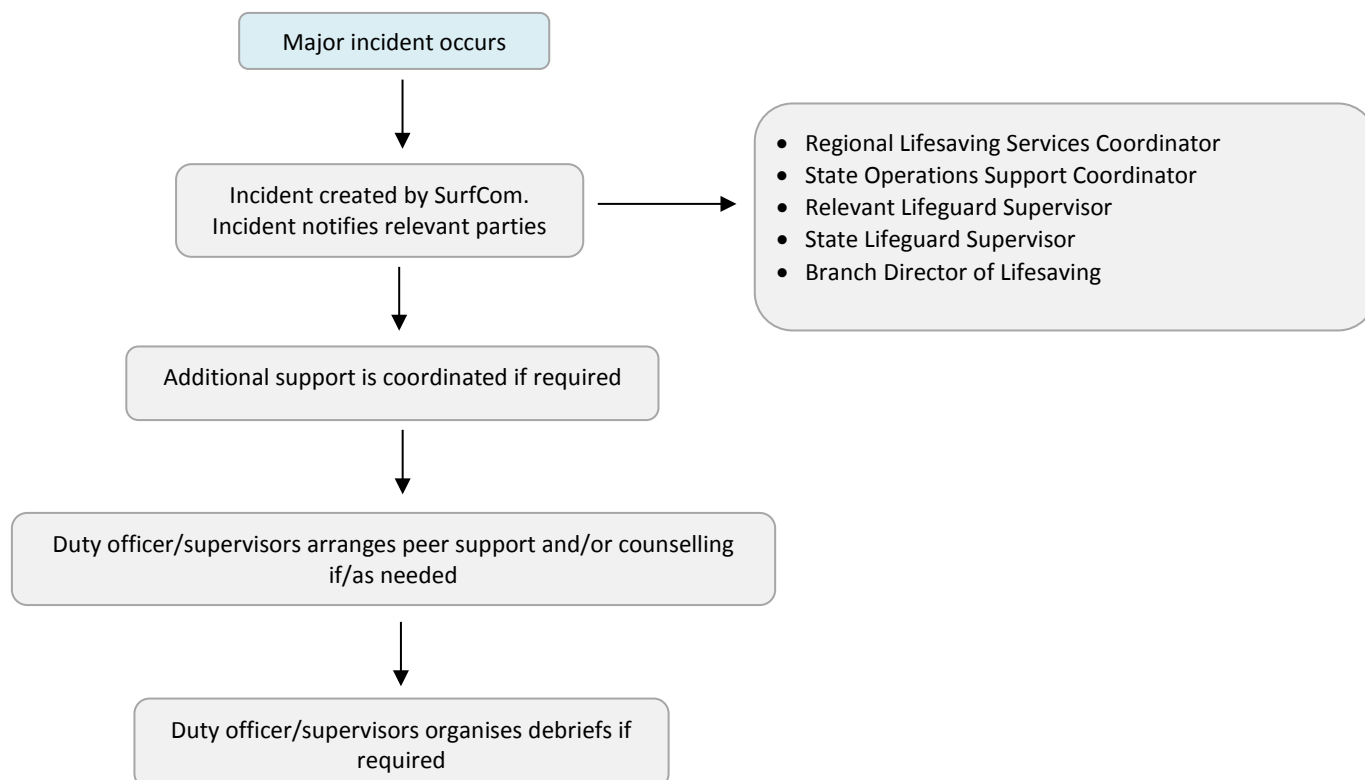 Major incident occurs
Incident created by SurfCom.
Incident notifies relevant parties
• Regional Lifesaving Services Coordinator
• State Operations Support Coordinator
• Relevant Lifeguard Supervisor
• State Lifeguard Supervisor
• Branch Director of Lifesaving
Additional support is coordinated if required
Duty officer/supervisors arranges peer support and/or counselling
if/as needed
Duty officer/supervisors organises debriefs if
required